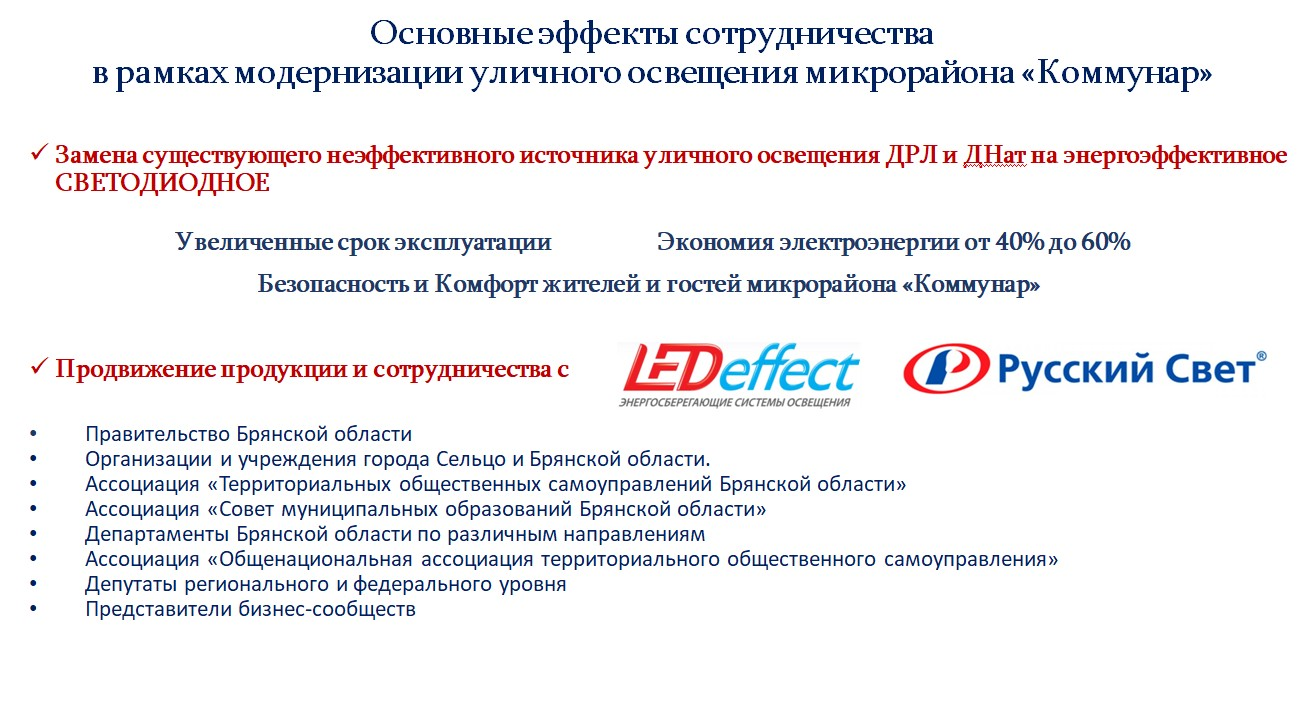 Основные эффекты сотрудничества
в рамках модернизации уличного освещения микрорайона «Коммунар»
✓ Замена существующего неэффективного источника уличного освещения ДРЛ и ДНат на энергоэффективное
СВЕТОДИОДНОЕ
Увеличенные срок эксплуатации Экономия электроэнергии от 40% до 60%
Безопасность и Комфорт жителей и гостей микрорайона «Коммунар»
✓ Продвижение продукции и сотрудничества с LEDeffect Русский Свет®
ЭНЕРГОСБЕРЕГАЮЩИЕ СИСТЕМЫ ОСВЕЩЕНИЯ
• Правительство Брянской области
• Организации и учреждения города Сельцо и Брянской области.
• Ассоциация «Территориальных общественных самоуправлений Брянской области»
• Ассоциация «Совет муниципальных образований Брянской области»
• Департаменты Брянской области по различным направлениям
• Ассоциация «Общенациональная ассоциация территориального общественного самоуправления»
• Депутаты регионального и федерального уровня
• Представители бизнес-сообществ